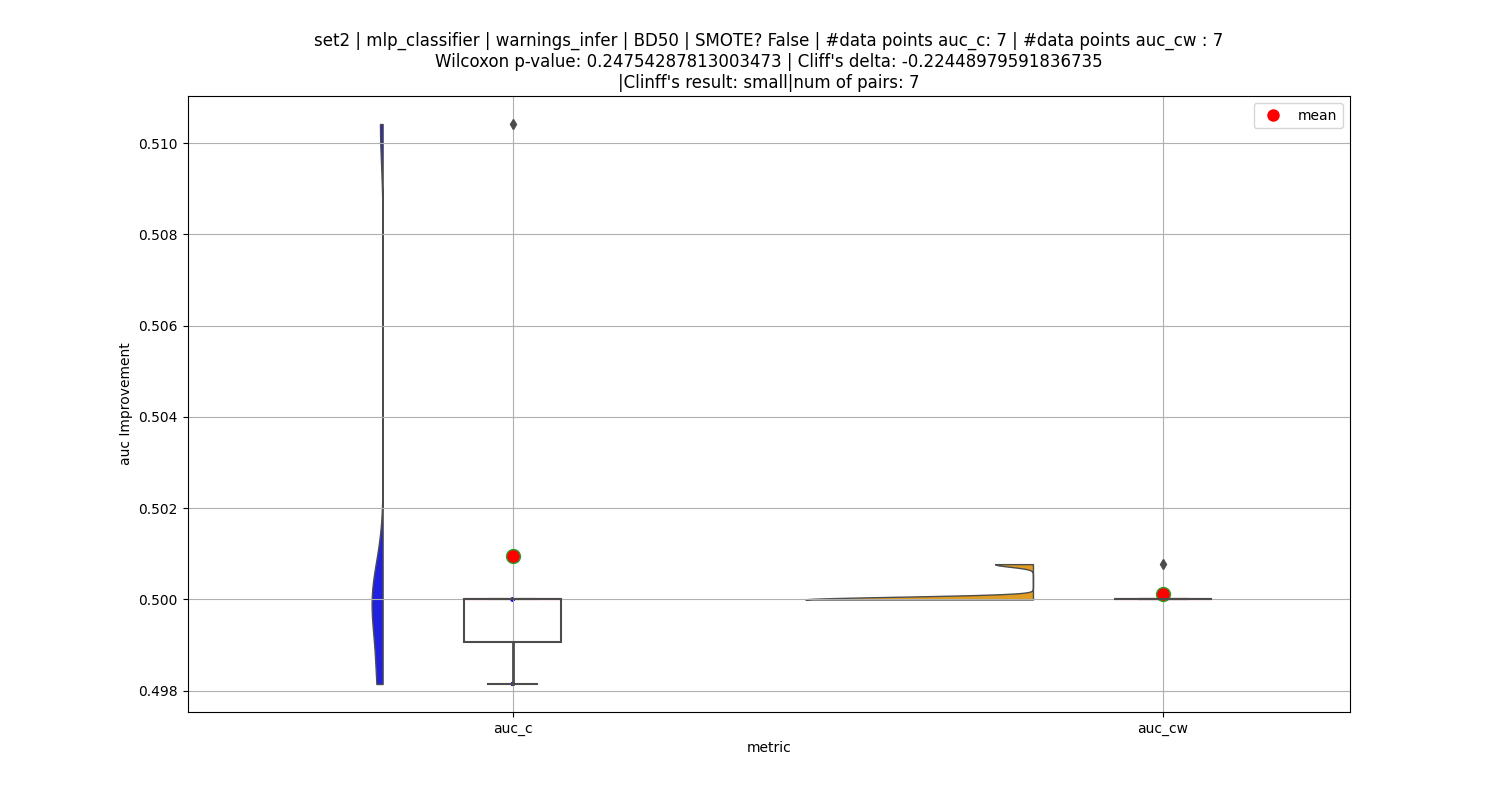 set2 | mlp_classifier | warnings_infer | BD50 | SMOTE? False | #data points auc_c: 7 | #data points auc_cw : 7
Wilcoxon p-value: 0.24754287813003473 | Cliff's delta: -0.22448979591836735
|Clinff's result: small|num of pairs: 7
mean
0.510
0.508
0.506
0.504
0.502
0.500
0.498
auc Improvement
auc_c
auc_cw
metric